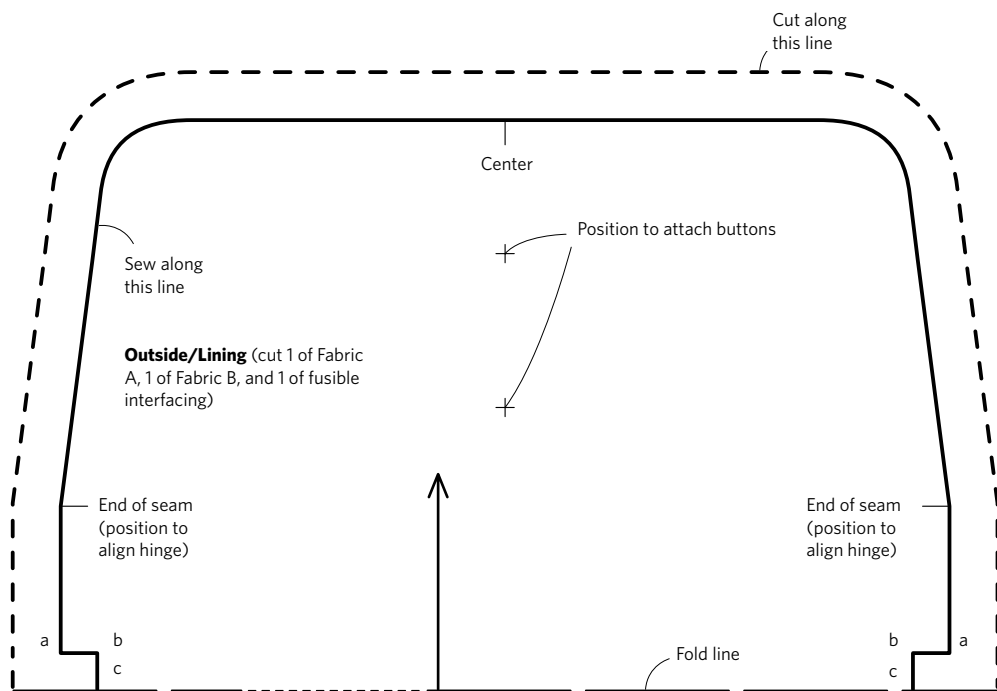 Cut along
this line
Center
Position to attach buttons
Sew along
this line
Outside/Lining (cut 1 of Fabric
A, 1 of Fabric B, and 1 of fusible
interfacing)
End of seam
(position to
align hinge)
End of seam
(position to
align hinge)
a b b a
c c
Fold line